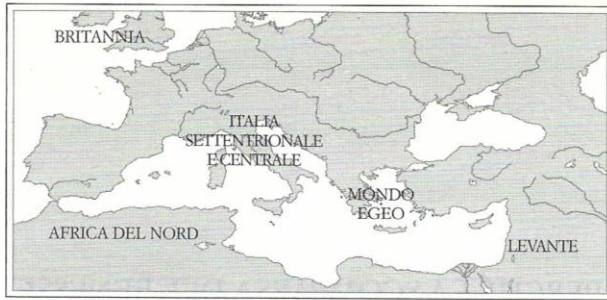 BRITANNIA
ITALIA
SETTENTRIONALE
E CENTRALE
MONDO
EGEO
AFRICA DEL NORD
LEVANTE